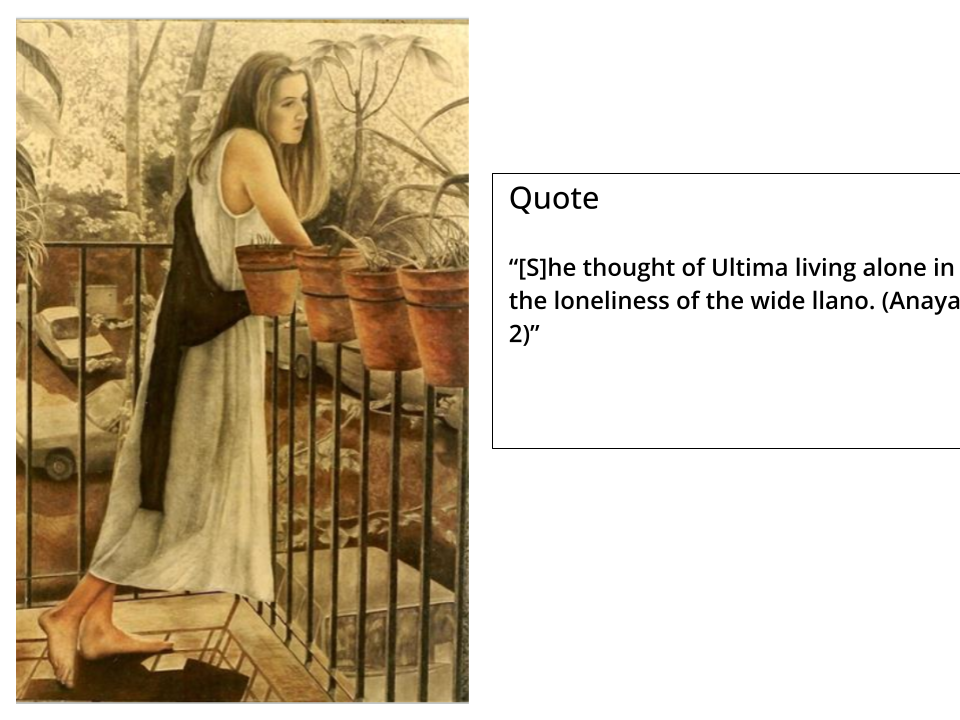 Quote
“[S]he thought of Ultima living alone in
the loneliness of the wide llano. (Anaya
2)”